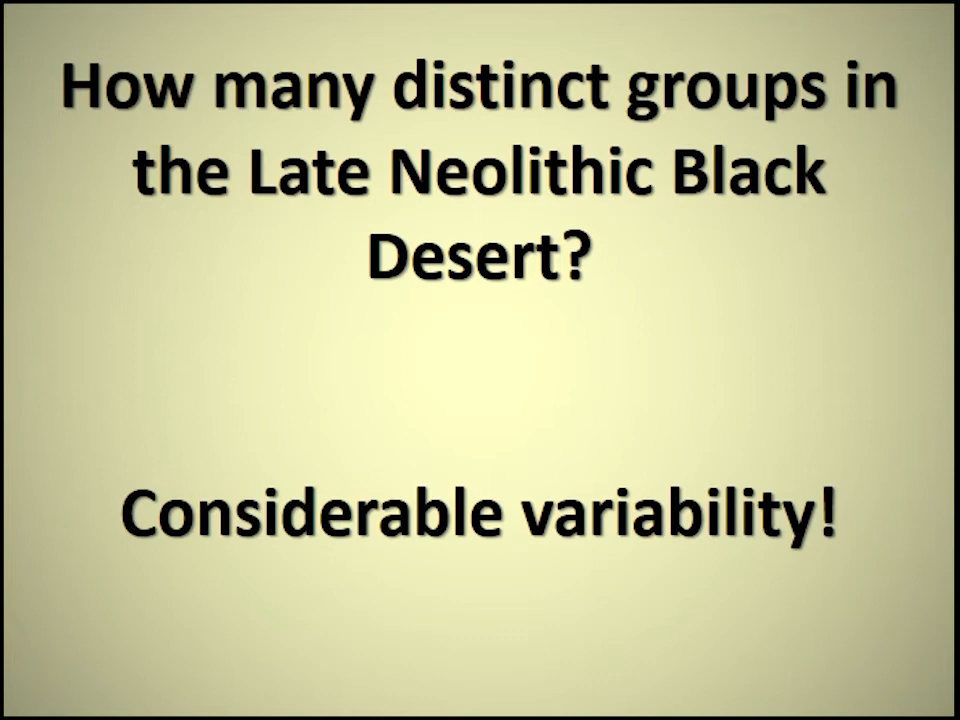 How many distinct groups in
the Late Neolithic Black
Desert?
Considerable variability!